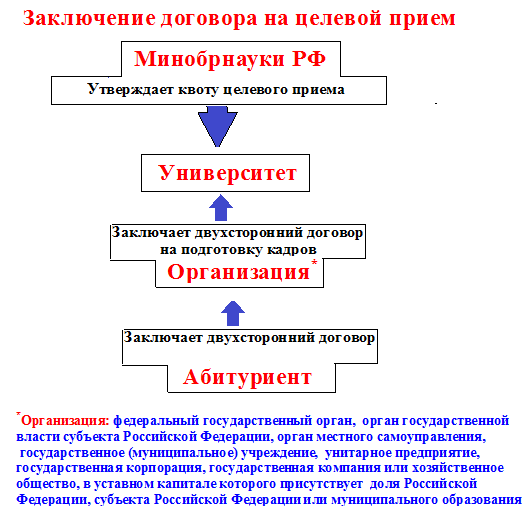 Заключение договора на целевой прием
Минобрнауки РФ
Утверждает квоту целевого приема
Университет
Заключает двухсторонний договор
на подготовку кадров
Организация*
Заключает двухсторонний договор
Абитуриент
*Организация: федеральный государственный орган, орган государственной
власти субъекта Российской Федерации, орган местного самоуправления,
государственное (муниципальное) учреждение, унитарное предприятие,
государственная корпорация, государственная компания или хозяйственное
общество, в уставном капитале которого присутствует доля Российской
Федерации, субъекта Российской Федерации или муниципального образования